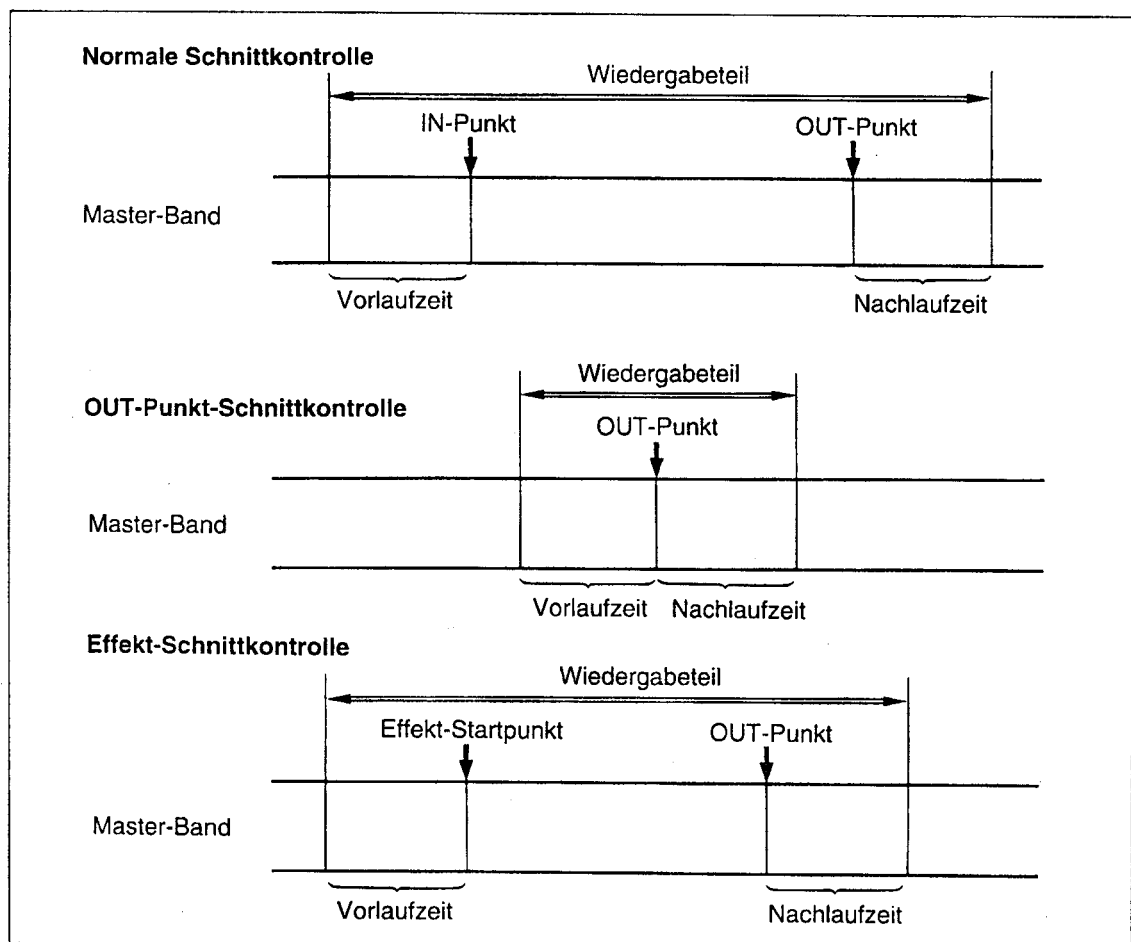 Normale Schnittkontrolle
Wiedergabeteil
IN-Punkt
OUT-Punkt
Master-Band
Vorlaufzeit
Nachlaufzeit
Wiedergabeteil
OUT-Punkt-Schnittkontrolle
OUT-Punkt
Master-Band
Vorlaufzeit
Nachlaufzeit
Effekt-Schnittkontrolle
Wiedergabeteil
Effekt-Startpunkt
OUT-Punkt
Master-Band
Vorlaufzeit
Nachlaufzeit